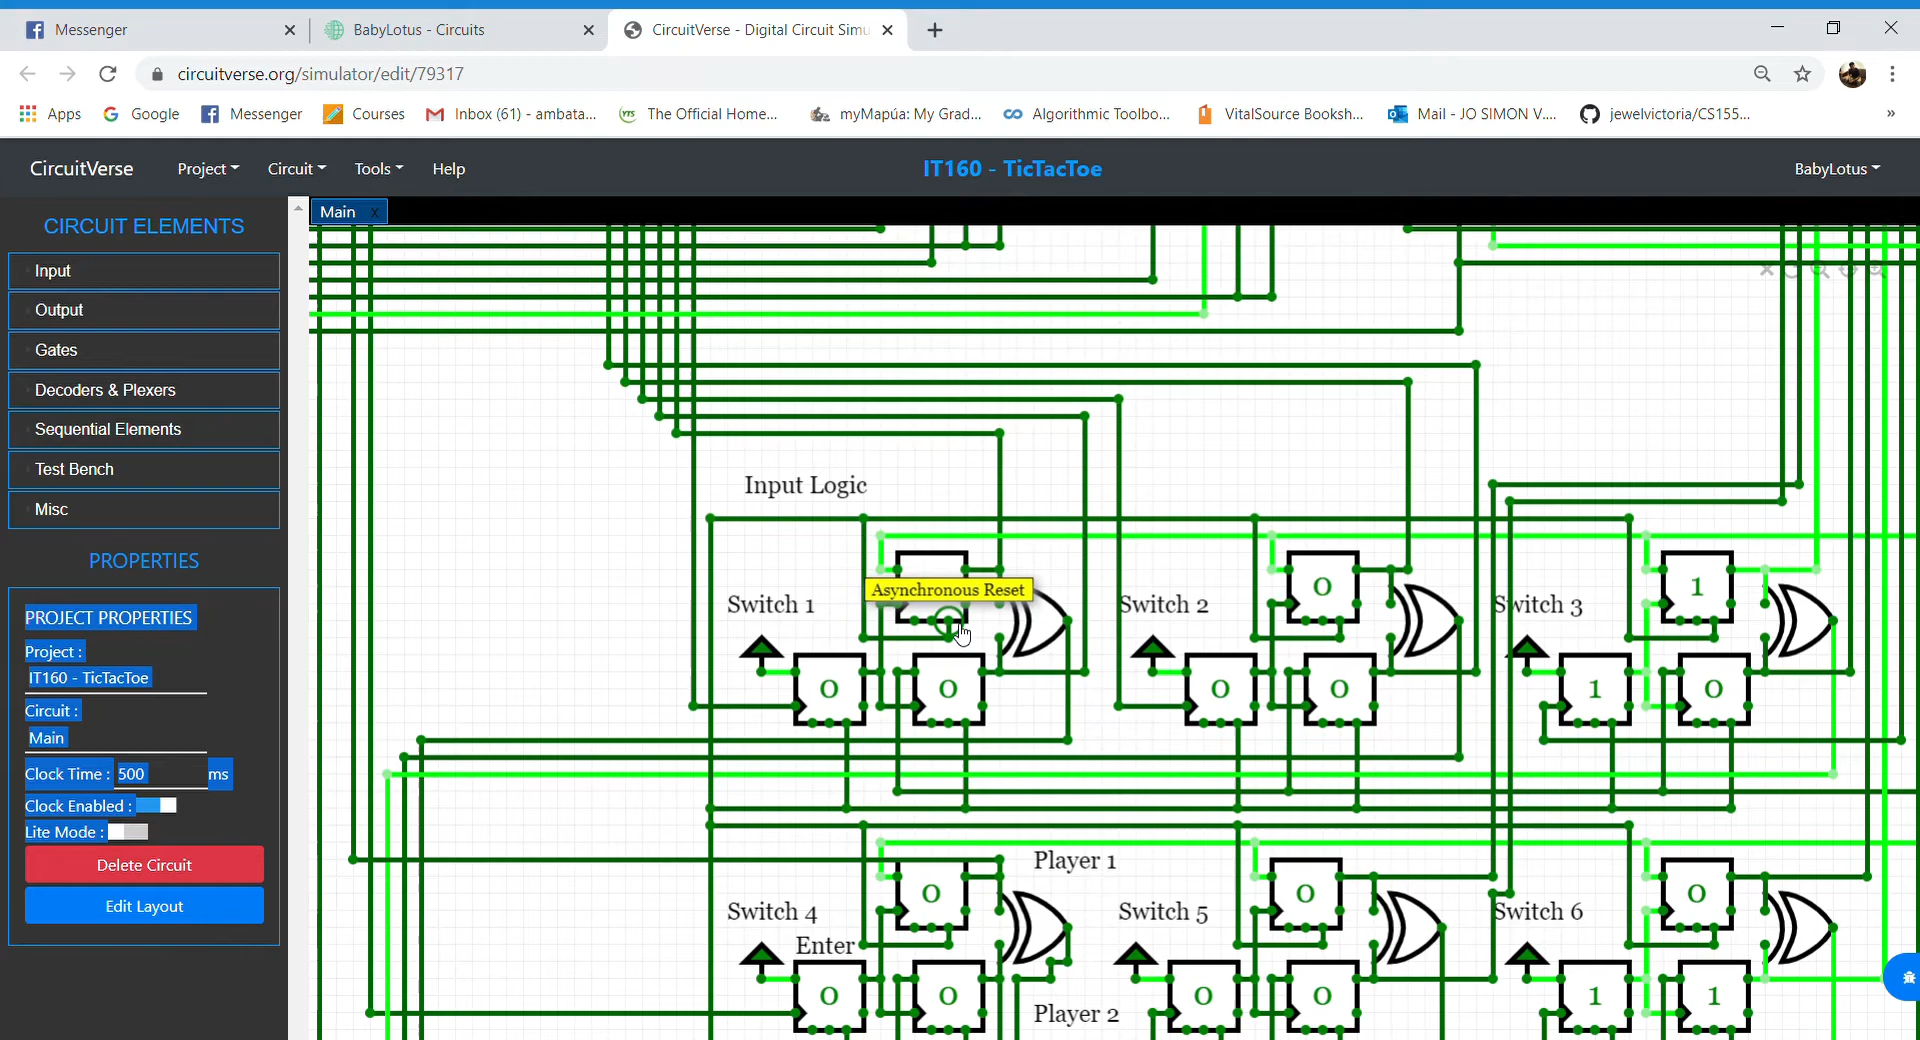 Messenger
BabyLotus - Circuits
CircuitVerse - Digital Circuit Simu
circuitverse.org/simulator/edit/79317
Apps
Google
Messenger
Courses
Inbox (61) - ambata...
The Official Home...
myMapúa: My Grad...
Algorithmic Toolbo...
VitalSource Booksh...
Mail - JO SIMON V....
jewelvictoria/CS155...
»
CircuitVerse
Project
Circuit
Tools
Help
IT160 - TicTacToe
BabyLotus
CIRCUIT ELEMENTS
Input
Output
Gates
Decoders & Plexers
Sequential Elements
Test Bench
Misc
PROPERTIES
PROJECT PROPERTIES
Project :
IT160 - TicTacToe
Circuit :
Main
Clock Time : 500 ms
Clock Enabled :
Lite Mode :
Delete Circuit
Edit Layout
Main x
Input Logic
Asynchronous Reset
0
1
Switch 1
Switch 2
Switch 3
0 0
0 0
1 0
Player 1
0
0
0
Switch 4
Switch 5
Switch 6
Enter
0 0
0 0
1 1
Player 2